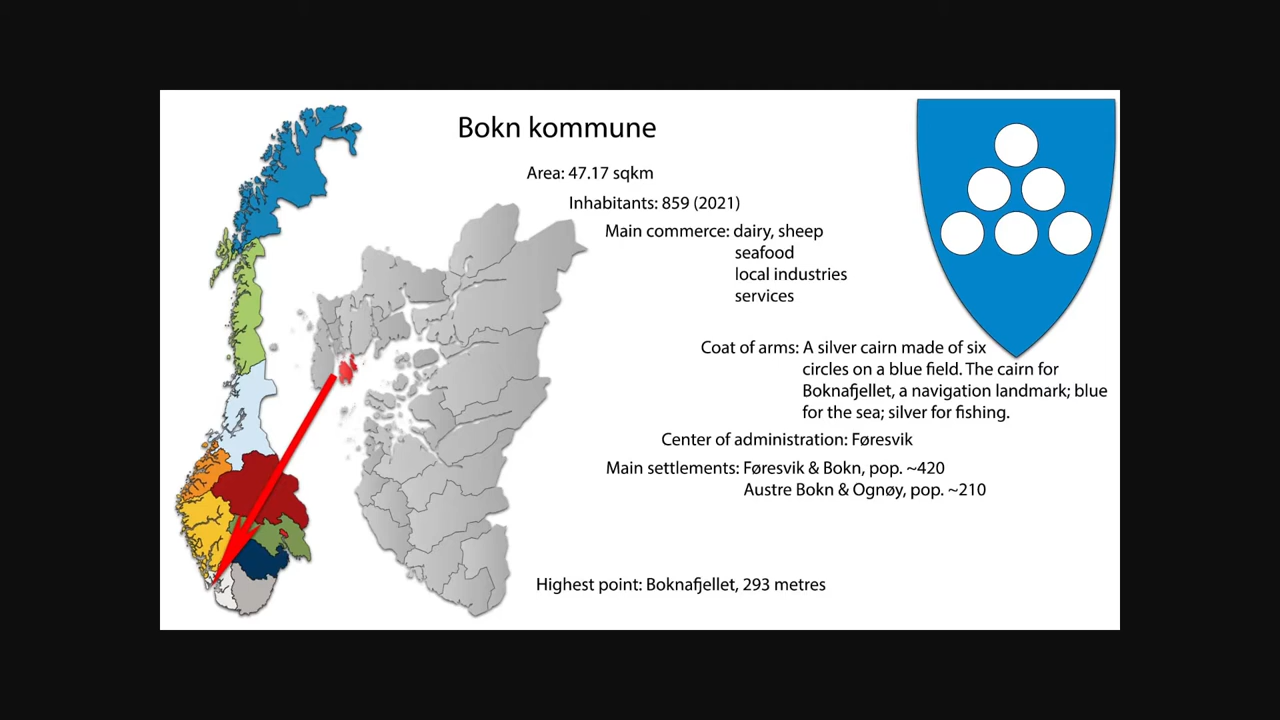 Bokn kommune
Area: 47.17 sqkm
Inhabitants: 859 (2021)
Main commerce: dairy, sheep
seafood
local industries
services
Coat of arms: A silver cairn made of six
circles on a blue field. The cairn for
Boknafjellet, a navigation landmark; blue
for the sea; silver for fishing.
Center of administration: Føresvik
Main settlements: Føresvik & Bokn, pop. ~420
Austre Bokn & Ognøy, pop. ~210
Highest point: Boknafjellet, 293 metres